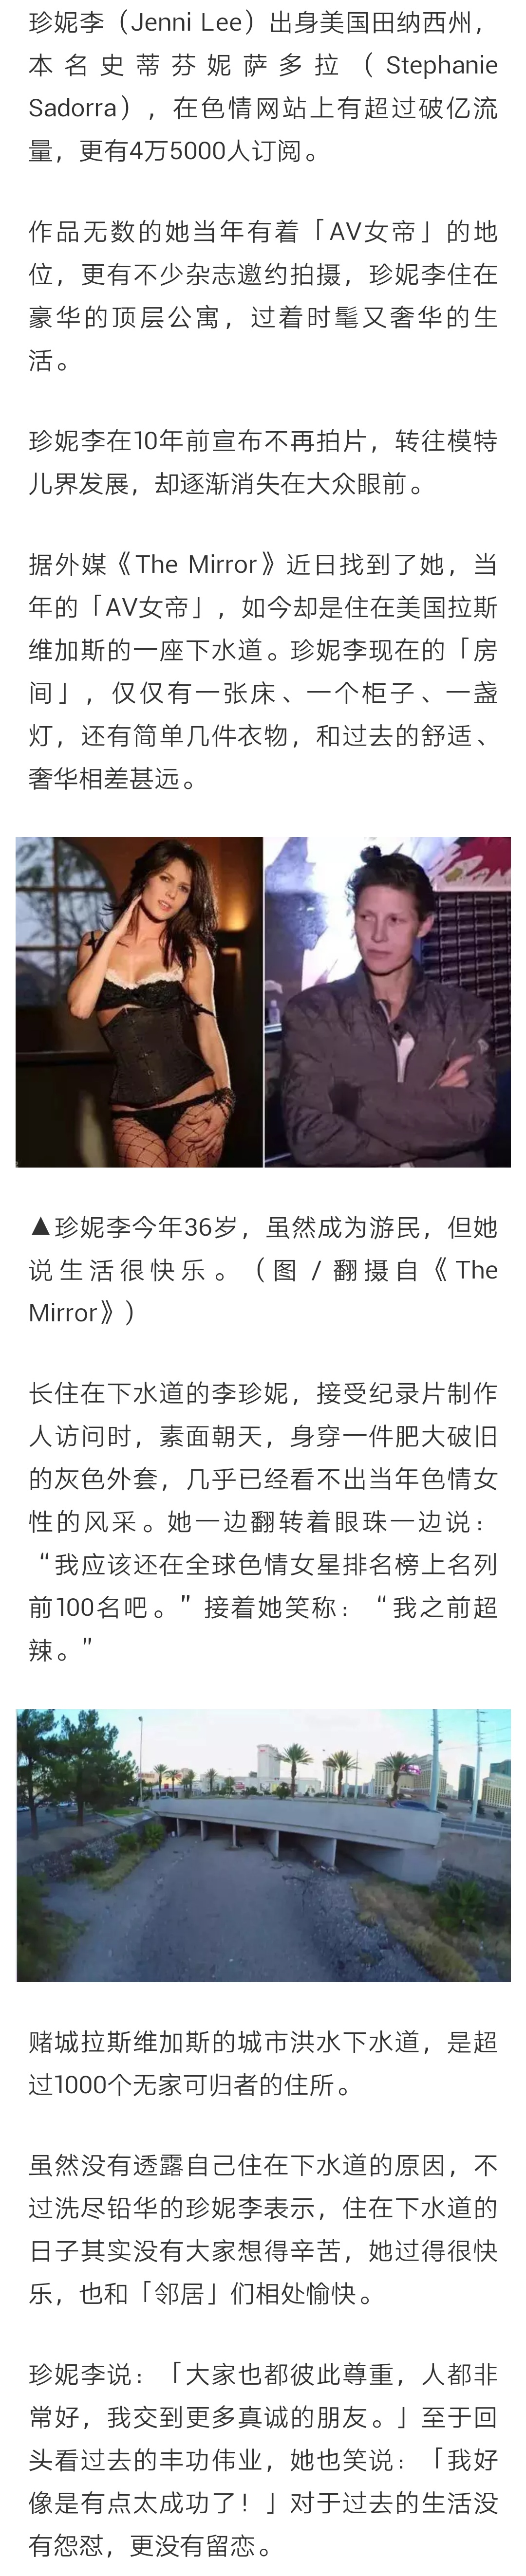 珍妮李（Jenni Lee）出身美国田纳西州，
本名史蒂芬妮萨多拉（Stephanie
Sadorra），在色情网站上有超过破亿流
量，更有4万5000人订阅。
作品无数的她当年有着「AV女帝」的地
位，更有不少杂志邀约拍摄，珍妮李住在
豪华的顶层公寓，过着时髦又奢华的生
活。
珍妮李在10年前宣布不再拍片，转往模特
儿界发展，却逐渐消失在大众眼前。
据外媒《The Mirror》近日找到了她，当
年的「AV女帝」，如今却是住在美国拉斯
维加斯的一座下水道。珍妮李现在的「房
间」，仅仅有一张床、一个柜子、一盏
灯，还有简单几件衣物，和过去的舒适、
奢华相差甚远。
▲珍妮李今年36岁，虽然成为游民，但她
说生活很快乐。（图/翻摄自《The
Mirror》）
长住在下水道的李珍妮，接受纪录片制作
人访问时，素面朝天，身穿一件肥大破旧
的灰色外套，几乎已经看不出当年色情女
性的风采。她一边翻转着眼珠一边说：
“我应该还在全球色情女星排名榜上名列
前100名吧。”接着她笑称：“我之前超
辣。”
赌城拉斯维加斯的城市洪水下水道，是超
过1000个无家可归者的住所。
虽然没有透露自己住在下水道的原因，不
过洗尽铅华的珍妮李表示，住在下水道的
日子其实没有大家想得辛苦，她过得很快
乐，也和「邻居」们相处愉快。
珍妮李说：「大家也都彼此尊重，人都非
常好，我交到更多真诚的朋友。」至于回
头看过去的丰功伟业，她也笑说：「我好
像是有点太成功了！」对于过去的生活没
有怨怼，更没有留恋。